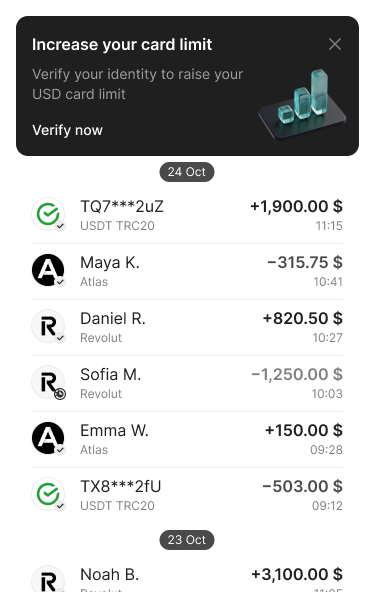 Increase your card limit
Verify your identity to raise your
USD card limit
Verify now
24 Oct
TQ7***2uZ +1,900.00 $
USDT TRC20 11:15
Maya K. −315.75 $
Atlas 10:41
Daniel R. +820.50 $
Revolut 10:27
Sofia M. −1,250.00 $
Revolut 10:03
Emma W. +150.00 $
Atlas 09:28
TX8***2fU −503.00 $
USDT TRC20 09:12
23 Oct
Noah B. +3,100.00 $